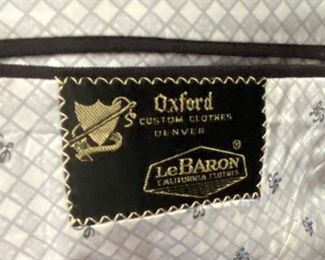 Oxford
CUSTOM CLOTHES
DENVER
LeBARON
CALIFORNIA CLOTHES
®